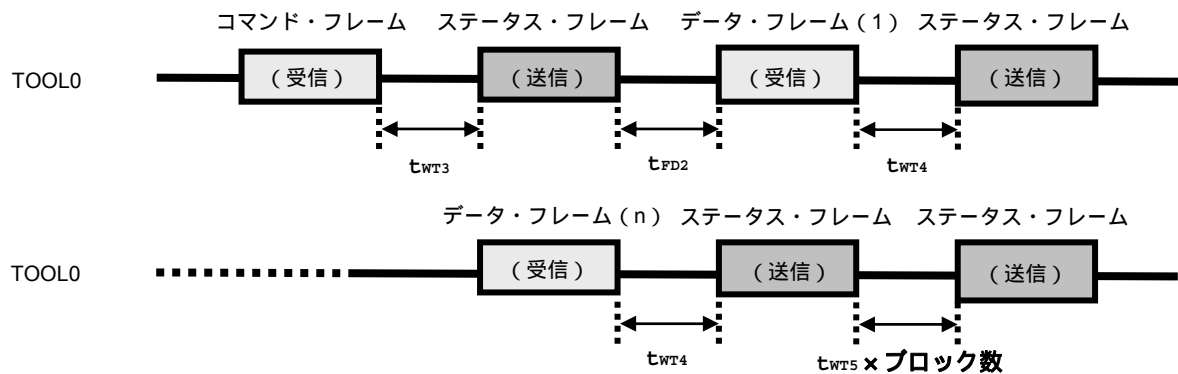 コマンド・フレーム ステータス・フレーム データ・フレーム(1) ステータス・フレーム
TOOL0 (受信) (送信) (受信) (送信)
tWT3 tFD2 tWT4
データ・フレーム(n) ステータス・フレーム ステータス・フレーム
TOOL0 (受信) (送信) (送信)
tWT4 tWT5 × ブロック数